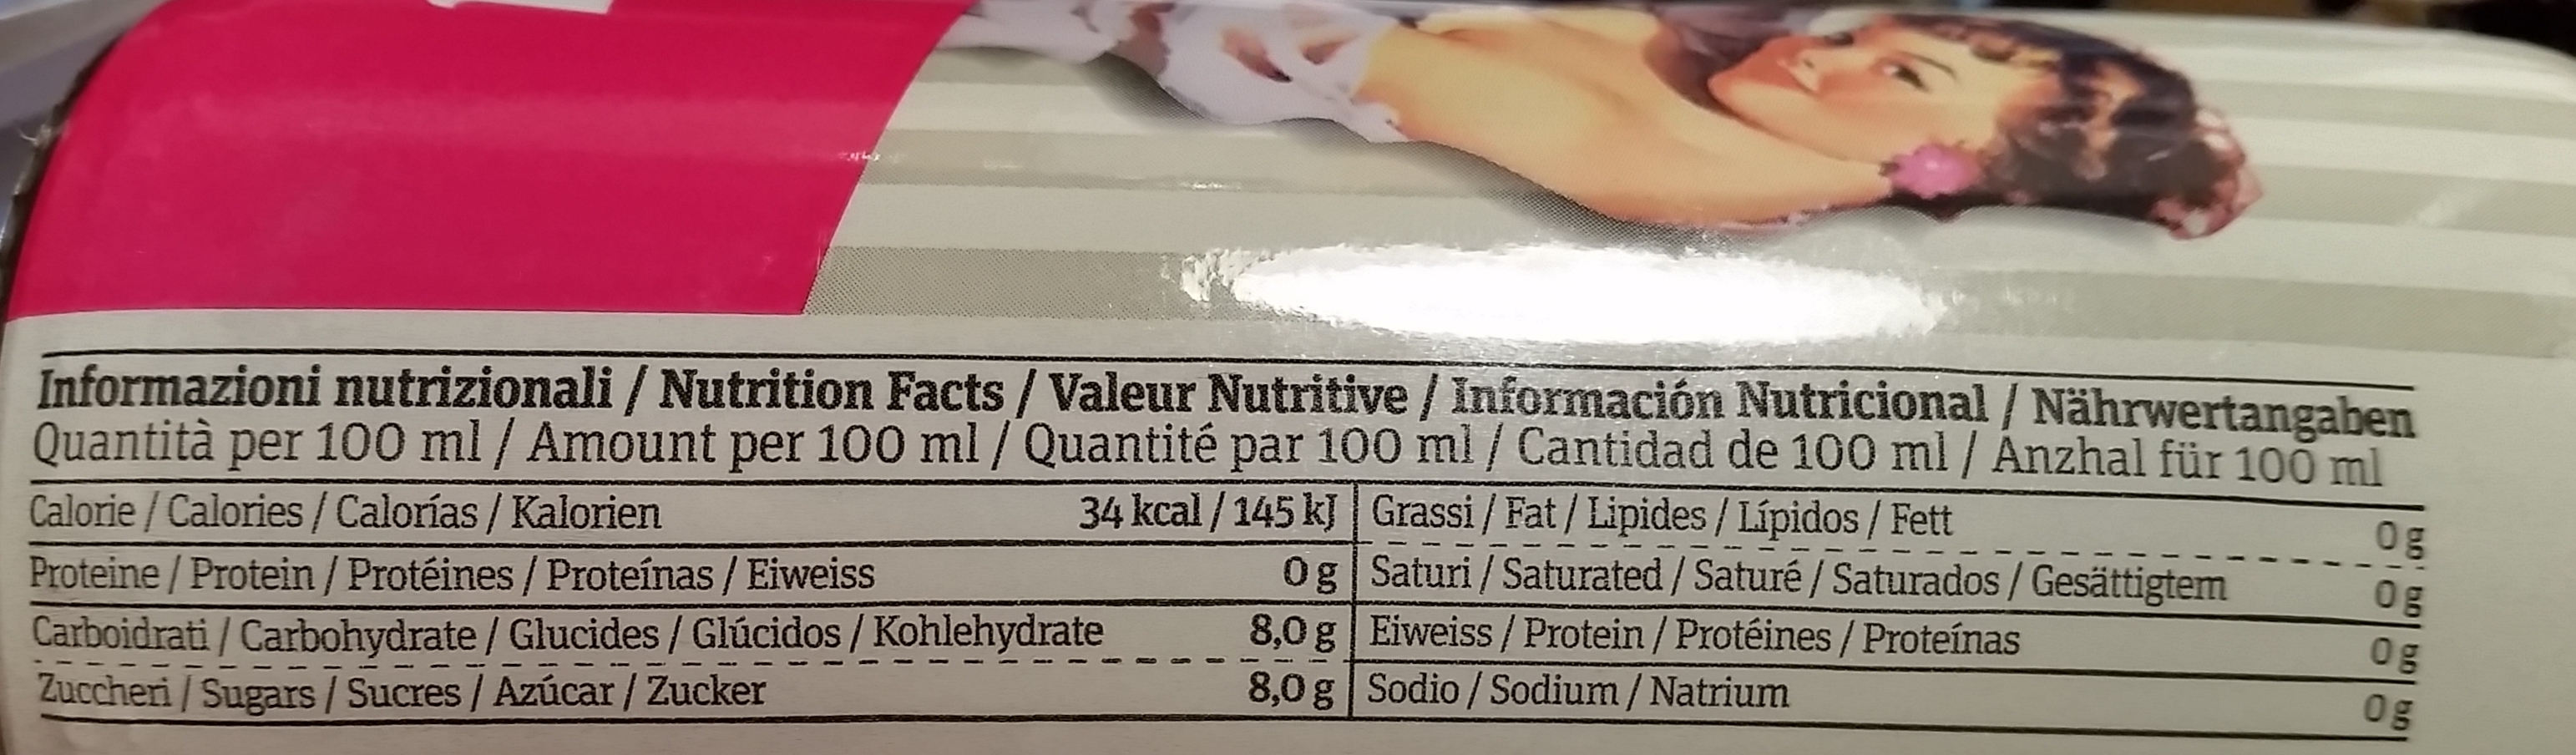 Informazioni nutrizionali / Nutrition Facts / Valeur Nutritive / Información Nutricional / Nährwertangaben
Quantità per 100 ml / Amount per 100 ml / Quantité par 100 ml / Cantidad de 100 ml / Anzhal für 100 ml
Calorie / Calories / Calorías / Kalorien 34 kcal / 145 kJ
Proteine / Protein / Protéines / Proteínas / Eiweiss 0 g
Carboidrati / Carbohydrate / Glucides / Glúcidos / Kohlehydrate 8,0 g
Zuccheri / Sugars / Sucres / Azúcar / Zucker 8,0 g
Grassi / Fat / Lipides / Lípidos / Fett 0 g
Saturi / Saturated / Saturé / Saturados / Gesättigtem 0 g
Eiweiss / Protein / Protéines / Proteínas 0 g
Sodio / Sodium / Natrium 0 g